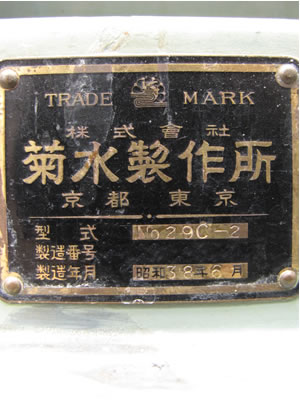 TRADE MARK
株式會社
菊水製作所
京都 東京
型式 No 29C-2
製造番号
製造年月 昭和38年6月